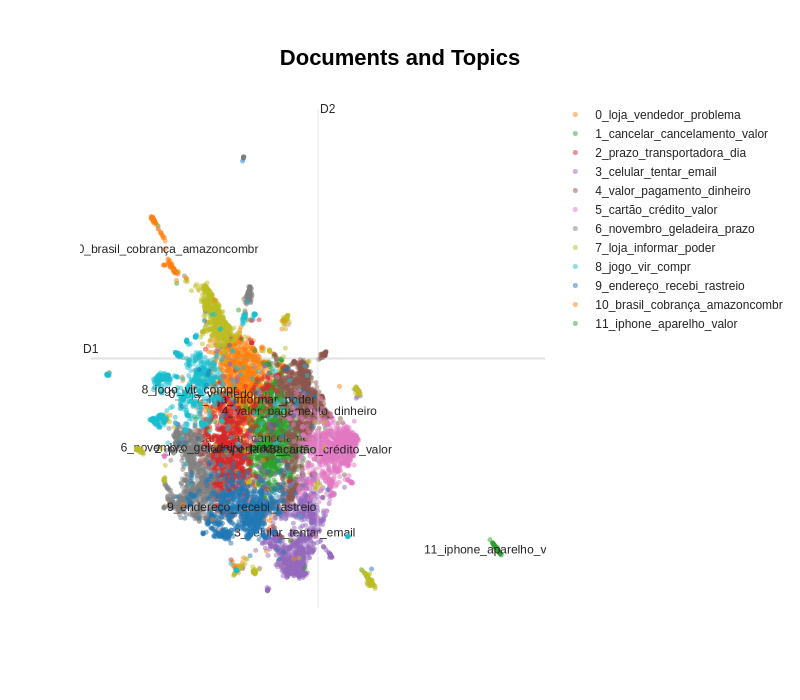 Documents and Topics
D2
D1
0_brasil_cobrança_amazoncombr
8_jogo_vir_compr
informar_poder
4_valor_pagamento_dinheiro
6_novembro_geladeira_prazo
cartão_crédito_valor
9_endereço_recebi_rastreio
3_celular_tentar_email
11_iphone_aparelho_v
0_loja_vendedor_problema
1_cancelar_cancelamento_valor
2_prazo_transportadora_dia
3_celular_tentar_email
4_valor_pagamento_dinheiro
5_cartão_crédito_valor
6_novembro_geladeira_prazo
7_loja_informar_poder
8_jogo_vir_compr
9_endereço_recebi_rastreio
10_brasil_cobrança_amazoncombr
11_iphone_aparelho_valor